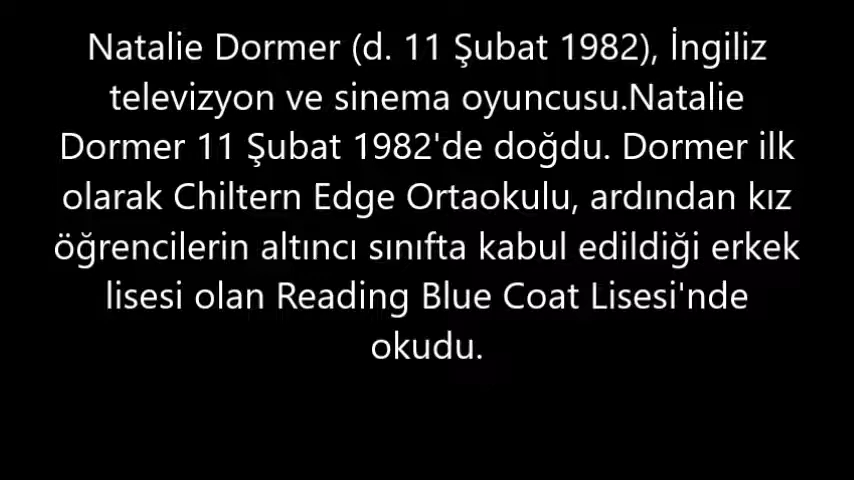 Natalie Dormer (d. 11 Şubat 1982), İngiliz
televizyon ve sinema oyuncusu.Natalie
Dormer 11 Şubat 1982'de doğdu. Dormer ilk
olarak Chiltern Edge Ortaokulu, ardından kız
öğrencilerin altıncı sınıfta kabul edildiği erkek
lisesi olan Reading Blue Coat Lisesi'nde
okudu.